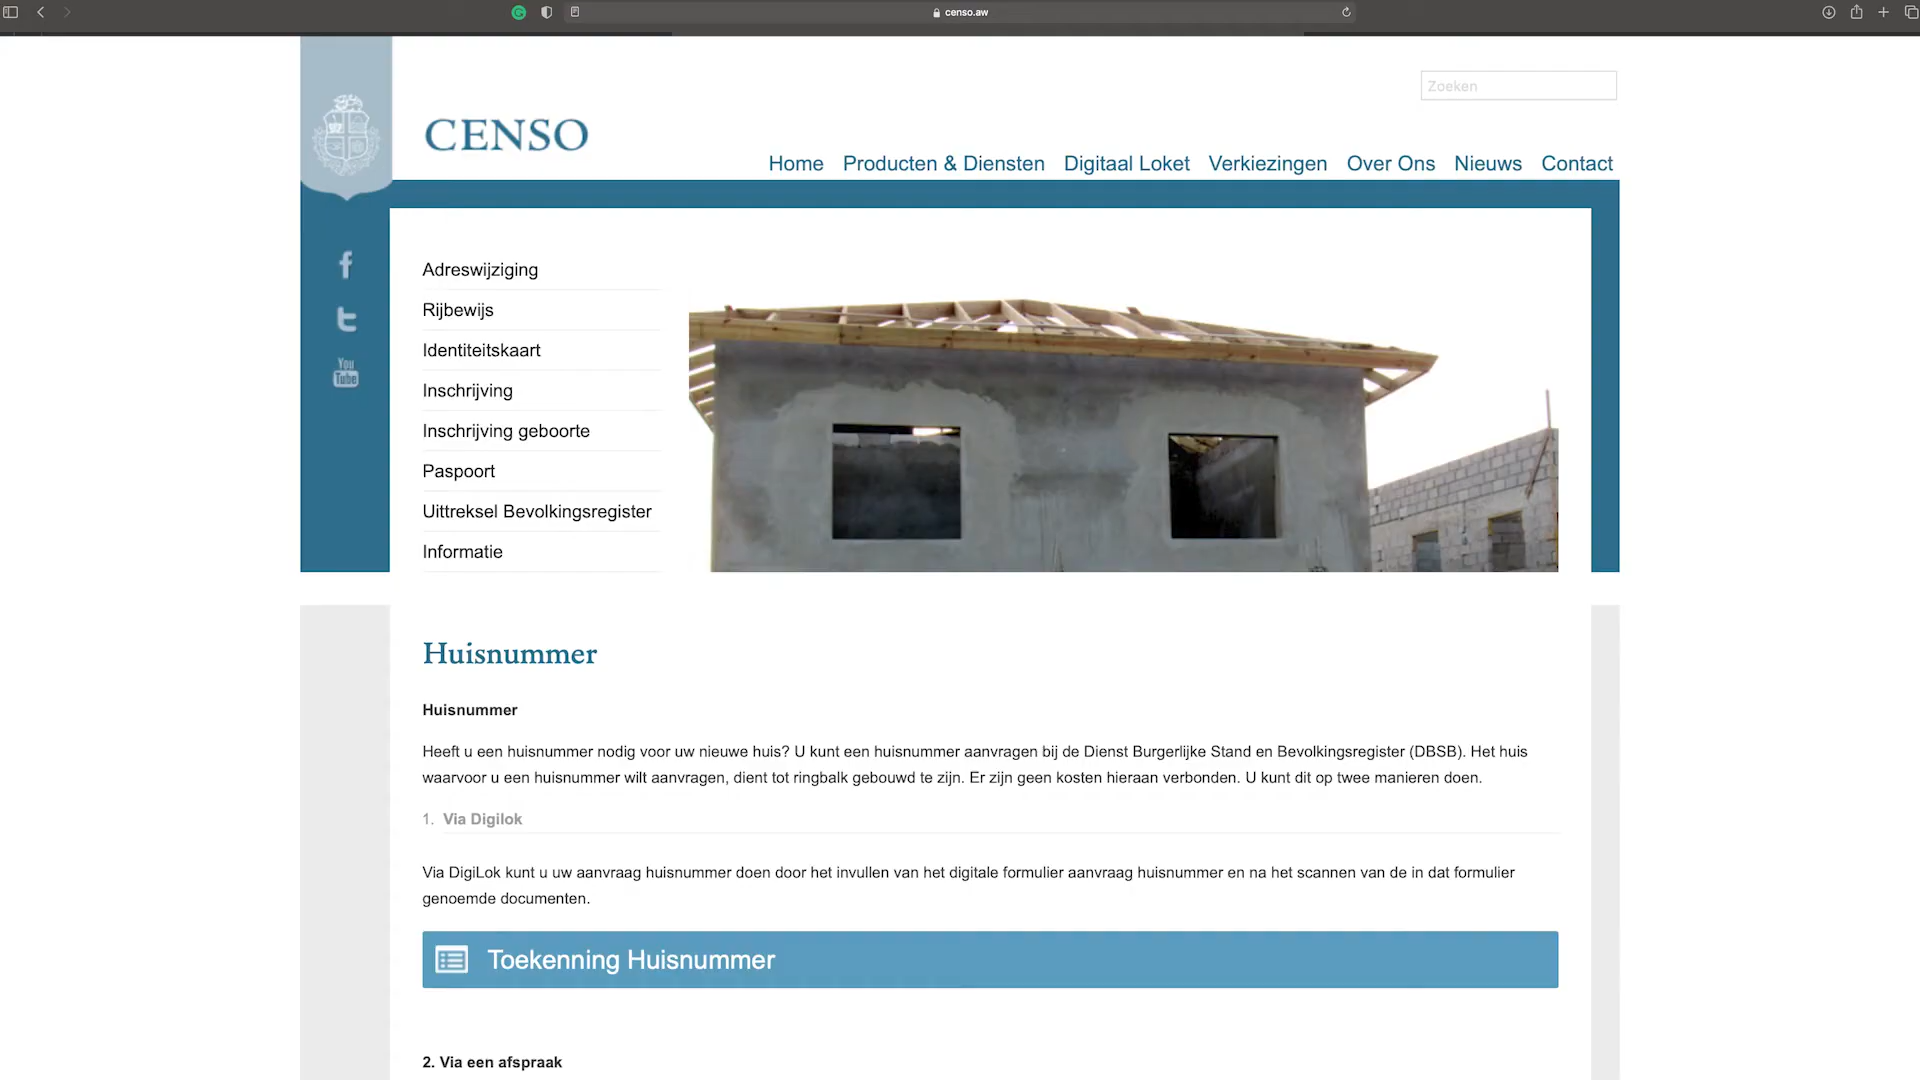 censo.aw
Zoeken
CENSO
Home Producten & Diensten Digitaal Loket Verkiezingen Over Ons Nieuws Contact
You
Tube
Adreswijziging
Rijbewijs
Identiteitskaart
Inschrijving
Inschrijving geboorte
Paspoort
Uittreksel Bevolkingsregister
Informatie
Huisnummer
Huisnummer
Heeft u een huisnummer nodig voor uw nieuwe huis? U kunt een huisnummer aanvragen bij de Dienst Burgerlijke Stand en Bevolkingsregister (DBSB). Het huis
waarvoor u een huisnummer wilt aanvragen, dient tot ringbalk gebouwd te zijn. Er zijn geen kosten hieraan verbonden. U kunt dit op twee manieren doen.
1. Via Digilok
Via DigiLok kunt u uw aanvraag huisnummer doen door het invullen van het digitale formulier aanvraag huisnummer en na het scannen van de in dat formulier
genoemde documenten.
Toekenning Huisnummer
2. Via een afspraak